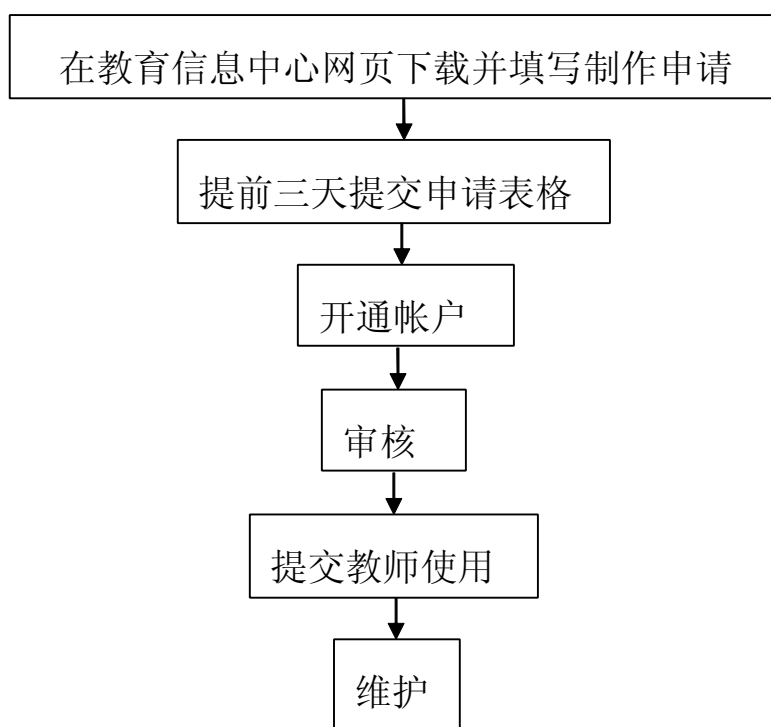 在教育信息中心网页下载并填写制作申请
提前三天提交申请表格
开通帐户
审核
提交教师使用
维护